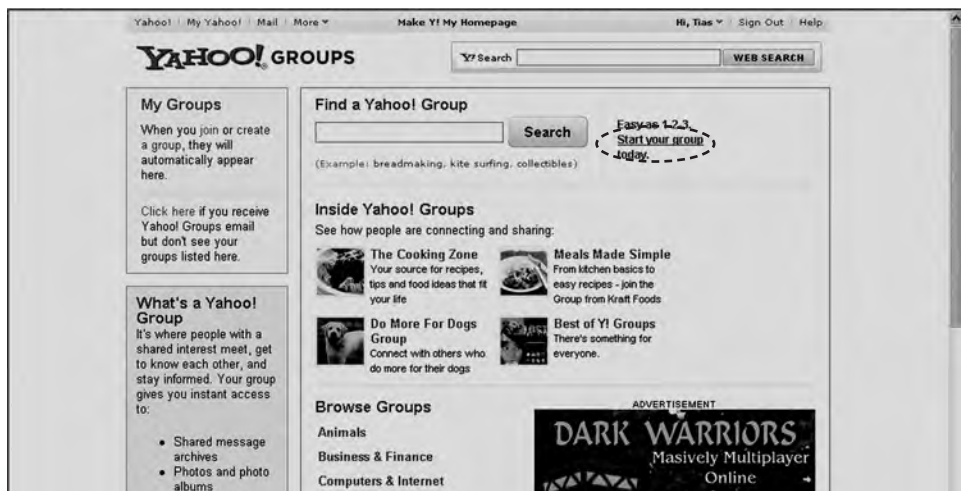 Yahoo! My Yahoo! Mail More Make Y! My Homepage Hi, Tias Sign Out Help
YAHOO! GROUPS
Y! Search WEB SEARCH
My Groups
When you join or create
a group, they will
automatically appear
here.
Click here if you receive
Yahoo! Groups email
but don't see your
groups listed here.
What's a Yahoo!
Group
It's where people with a
shared interest meet, get
to know each other, and
stay informed. Your group
gives you instant access
to:
• Shared message
archives
• Photos and photo
albums
Find a Yahoo! Group
Search
(Example: breadmaking, kite surfing, collectibles)
Easy as 1-2-3.
Start your group
today.
Inside Yahoo! Groups
See how people are connecting and sharing:
The Cooking Zone
Your source for recipes,
tips and food ideas that fit
your life
Meals Made Simple
From kitchen basics to
easy recipes - join the
Group from Kraft Foods
Do More For Dogs
Group
Connect with others who
do more for their dogs
Best of Y! Groups
There's something for
everyone.
Browse Groups
Animals
Business & Finance
Computers & Internet
ADVERTISEMENT
DARK WARRIORS
Masively Multiplayer
Online